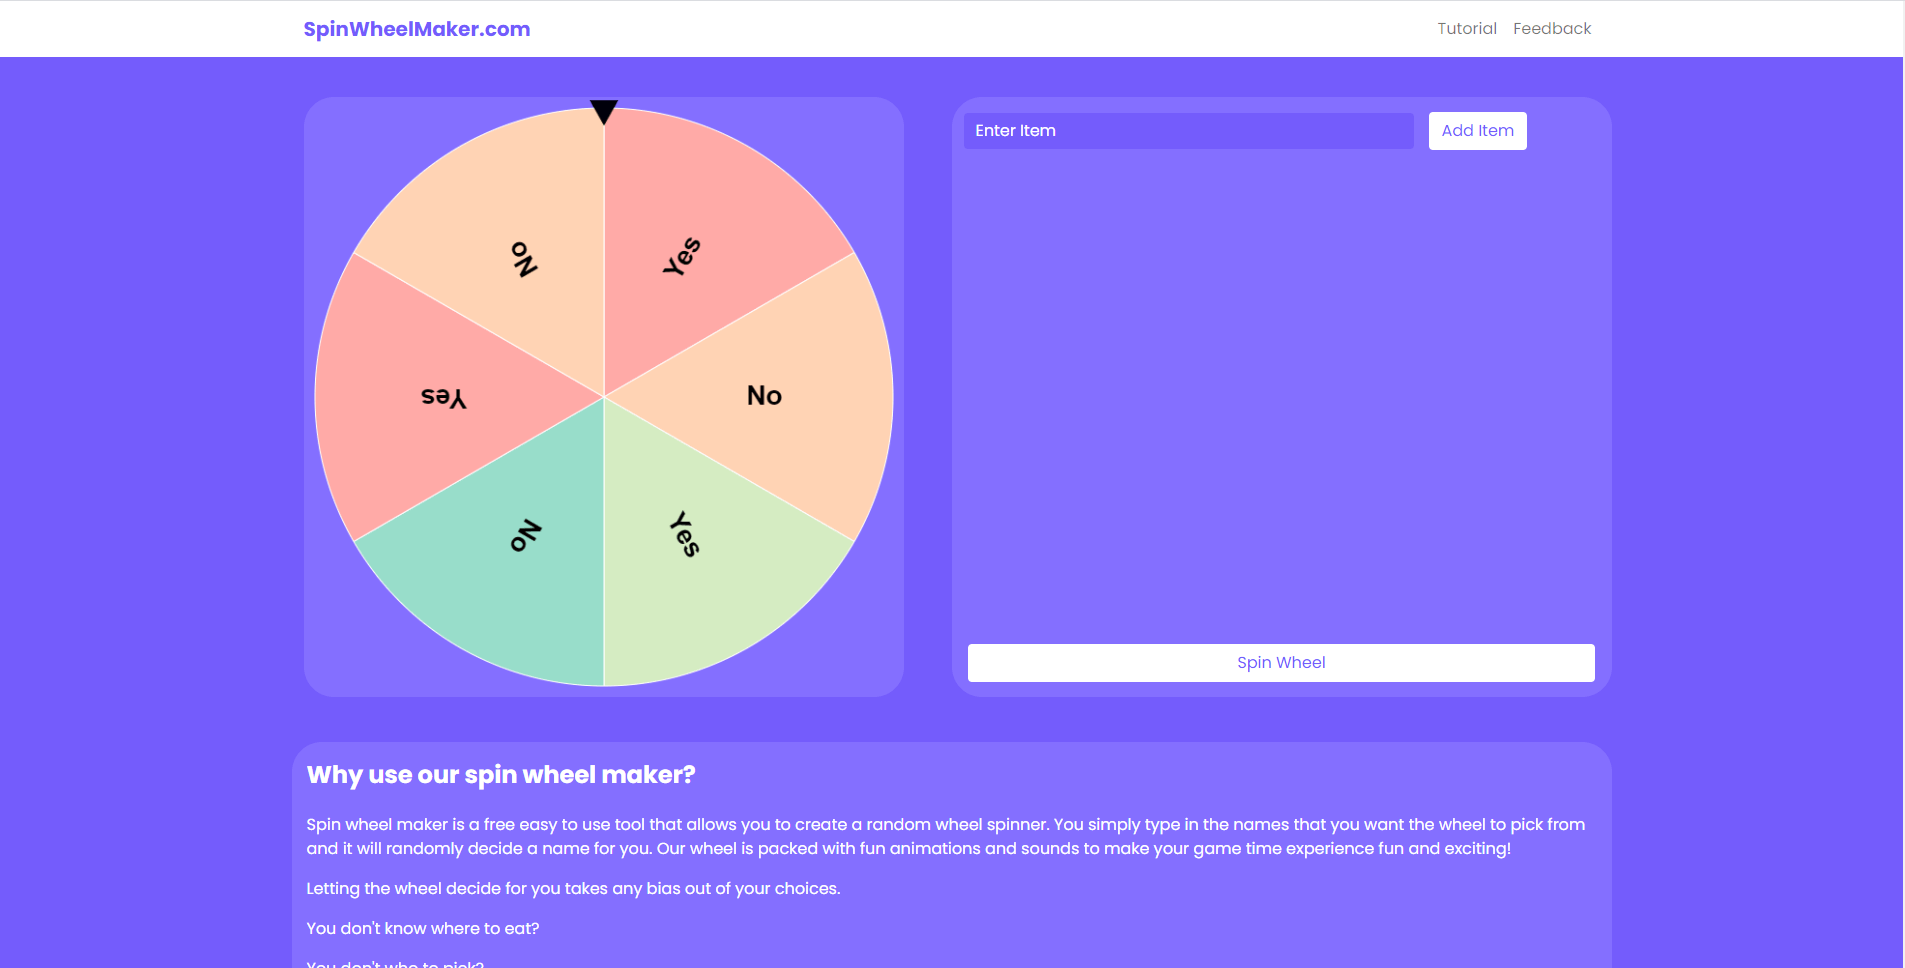 SpinWheelMaker.com
Tutorial Feedback
Enter Item
Add Item
No
Yes
Yes
No
No
Yes
Spin Wheel
Why use our spin wheel maker?
Spin wheel maker is a free easy to use tool that allows you to create a random wheel spinner. You simply type in the names that you want the wheel to pick from
and it will randomly decide a name for you. Our wheel is packed with fun animations and sounds to make your game time experience fun and exciting!
Letting the wheel decide for you takes any bias out of your choices.
You don't know where to eat?
You don't who to pick?